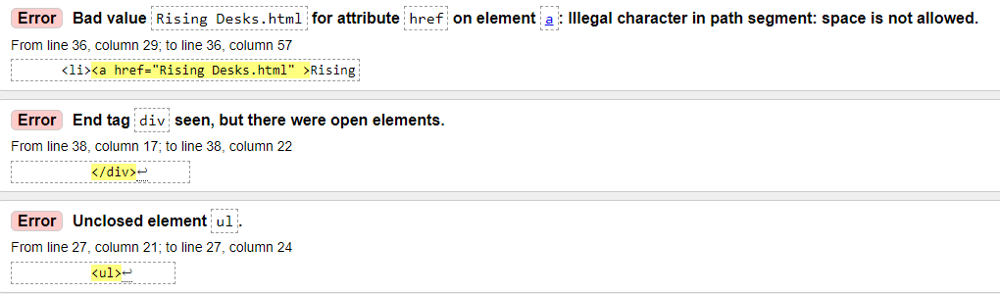 Error Bad value Rising Desks.html for attribute href on element a: Illegal character in path segment: space is not allowed.
From line 36, column 29; to line 36, column 57
<li><a href="Rising Desks.html" >Rising
Error End tag div seen, but there were open elements.
From line 38, column 17; to line 38, column 22
</div>↩
Error Unclosed element ul.
From line 27, column 21; to line 27, column 24
<ul>↩